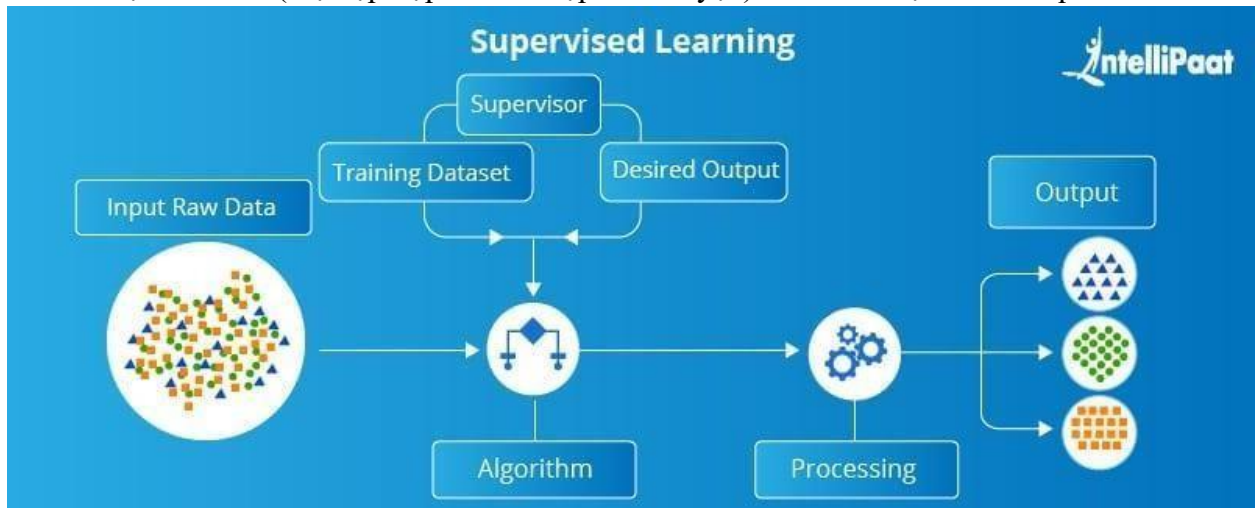 Supervised Learning
IntelliPaat
Supervisor
Training Dataset
Desired Output
Input Raw Data
Output
Algorithm
Processing